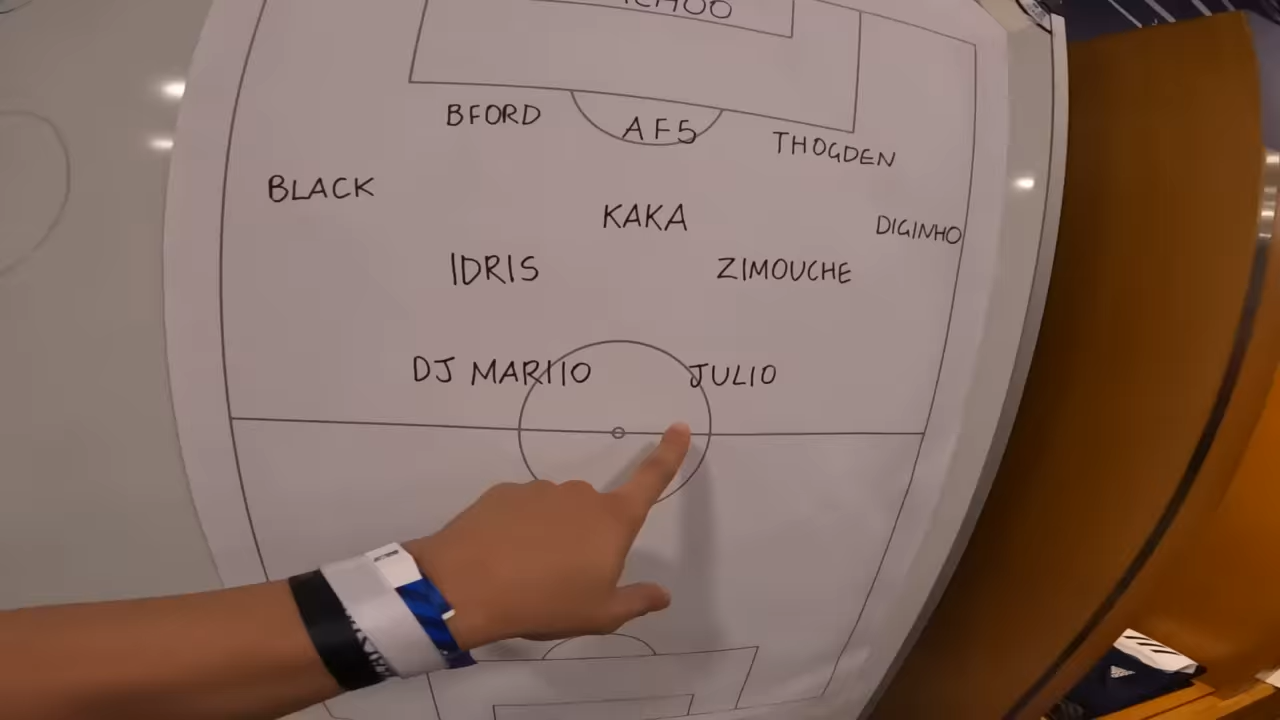 BFORD
AF5
THOGDEN
BLACK
KAKA
DIGINHO
IDRIS
ZIMOUCHE
DJ MARIIO
JULIO